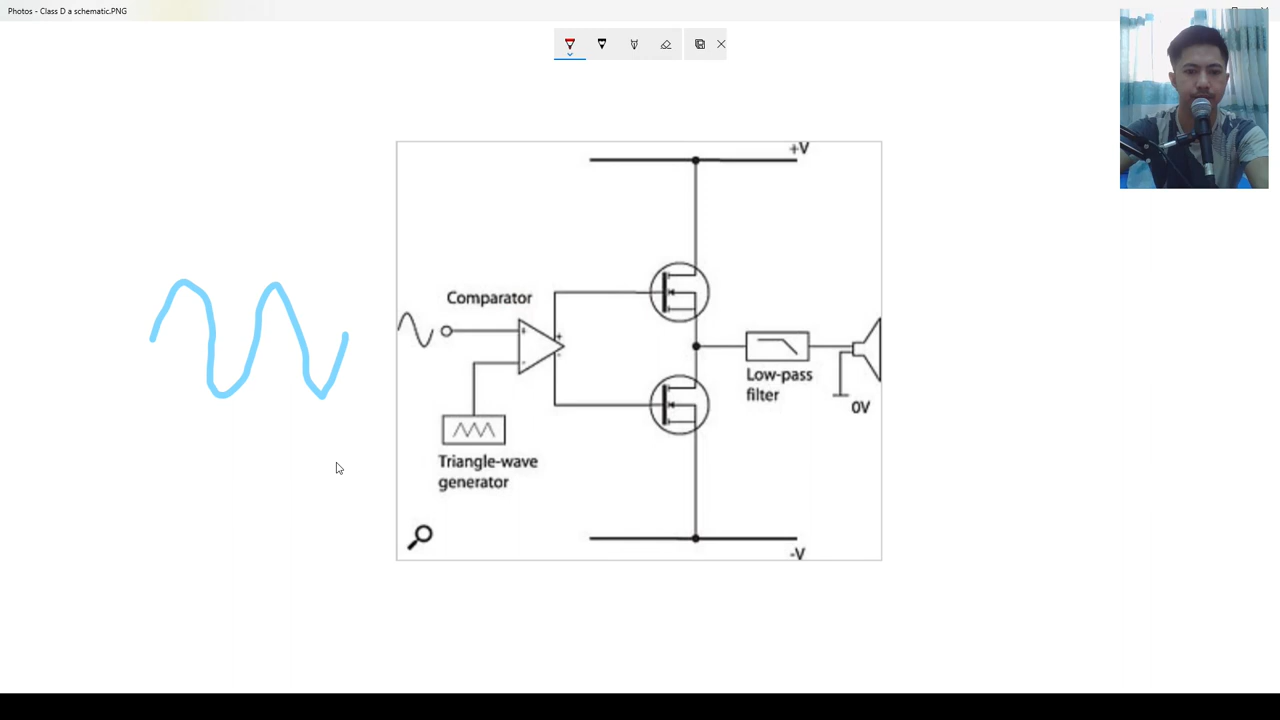 Photos - Class D a schematic.PNG
+V
Comparator
+
-
+
-
Low-pass
filter
0V
Triangle-wave
generator
-V